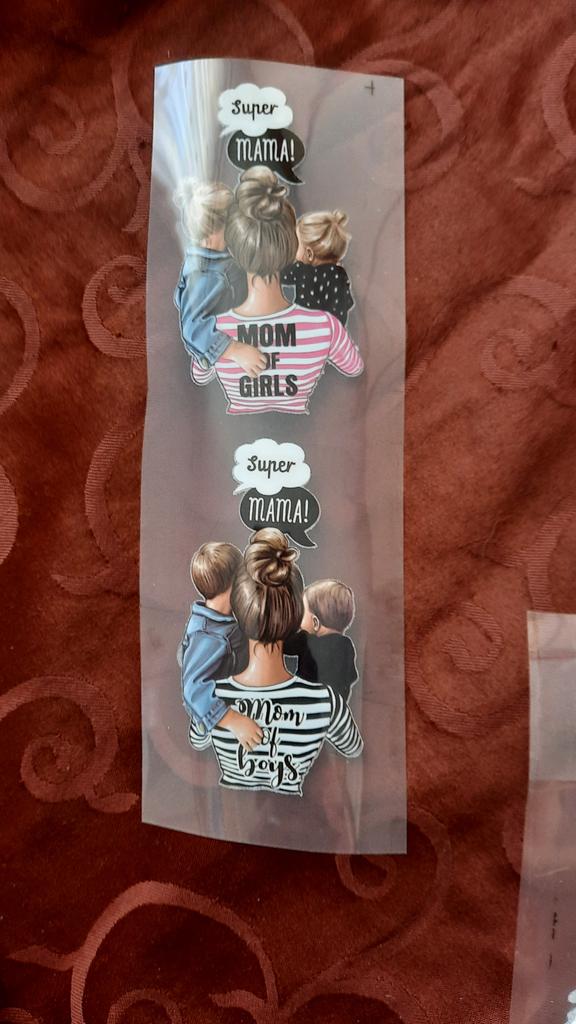 Super
MAMA!
MOM
OF
GIRLS
Super
MAMA!
Mom
of
boys